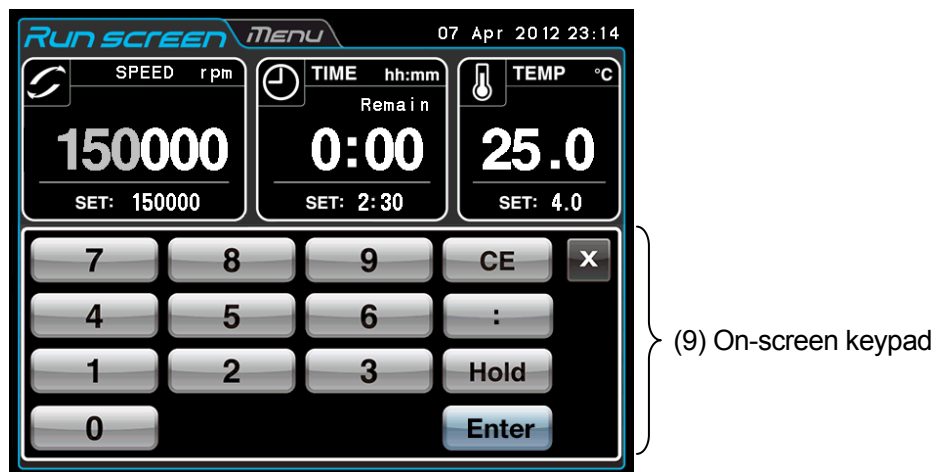 Run screen Menu 07 Apr 2012 23:14
SPEED rpm
150000
SET: 150000
TIME hh:mm
Remain
0:00
SET: 2:30
TEMP °C
25.0
SET: 4.0
7 8 9 CE X
4 5 6 :
1 2 3 Hold
0 Enter
(9) On-screen keypad